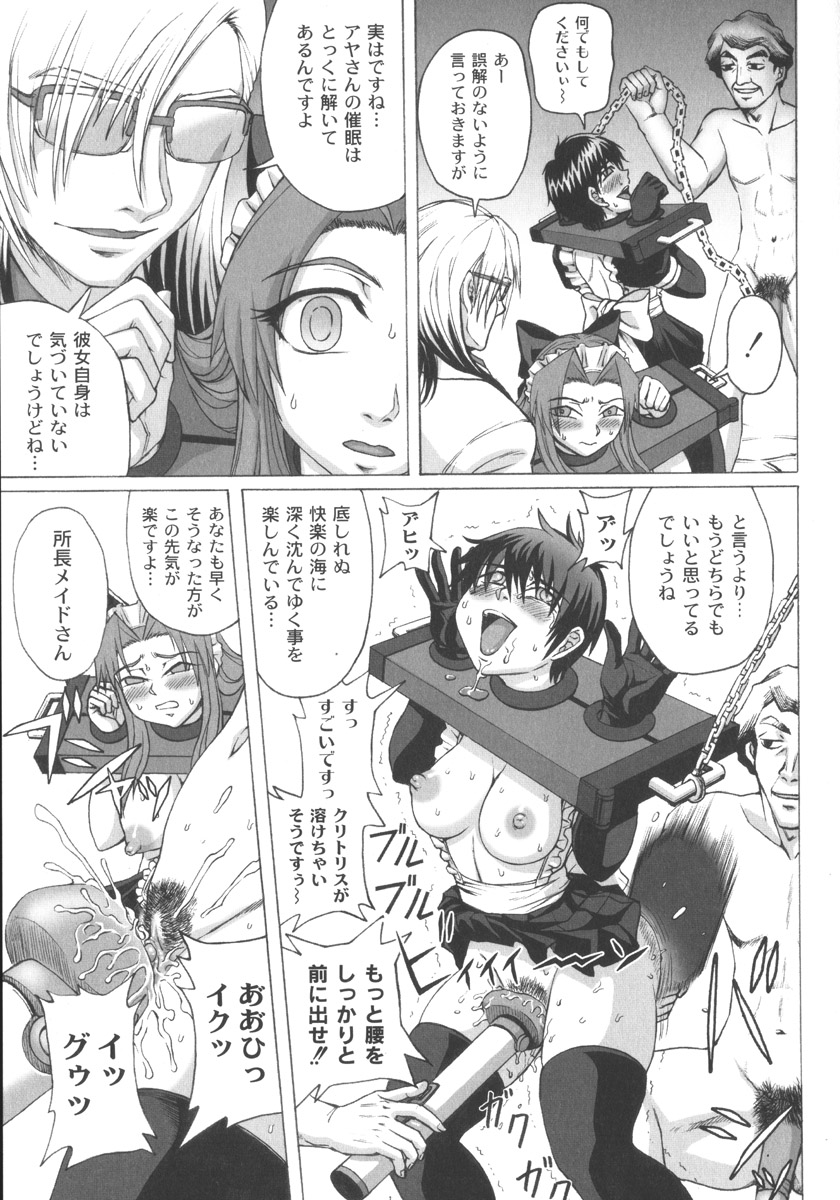 何でもして
くださいぃ～
あー
誤解のないように
言っておきますが
！
実はですね…
アヤさんの催眠は
とっくに解いて
あるんですよ
彼女自身は
気づいていない
でしょうけどね…
と言うより…
もうどちらでも
いいと思ってる
でしょうね
ア゛ッ
ア゛ヒッ
底しれぬ
快楽の海に
深く沈んでゆく事を
楽しんでいる…
すっ
すごいですっ
クリトリスが
溶けちゃい
そうですぅ～
ブル
ブル
ビィィィーーン
もっと腰を
しっかりと
前に出せ!!
ガク
ガク
あなたも早く
そうなった方が
この先気が
楽ですよ…
所長メイドさん
お゛お゛ひっ
イクッ
イッ
グゥッ